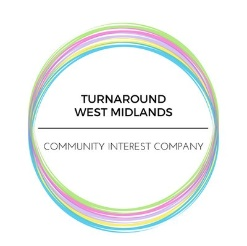 TURNAROUND
WEST MIDLANDS
COMMUNITY INTEREST COMPANY